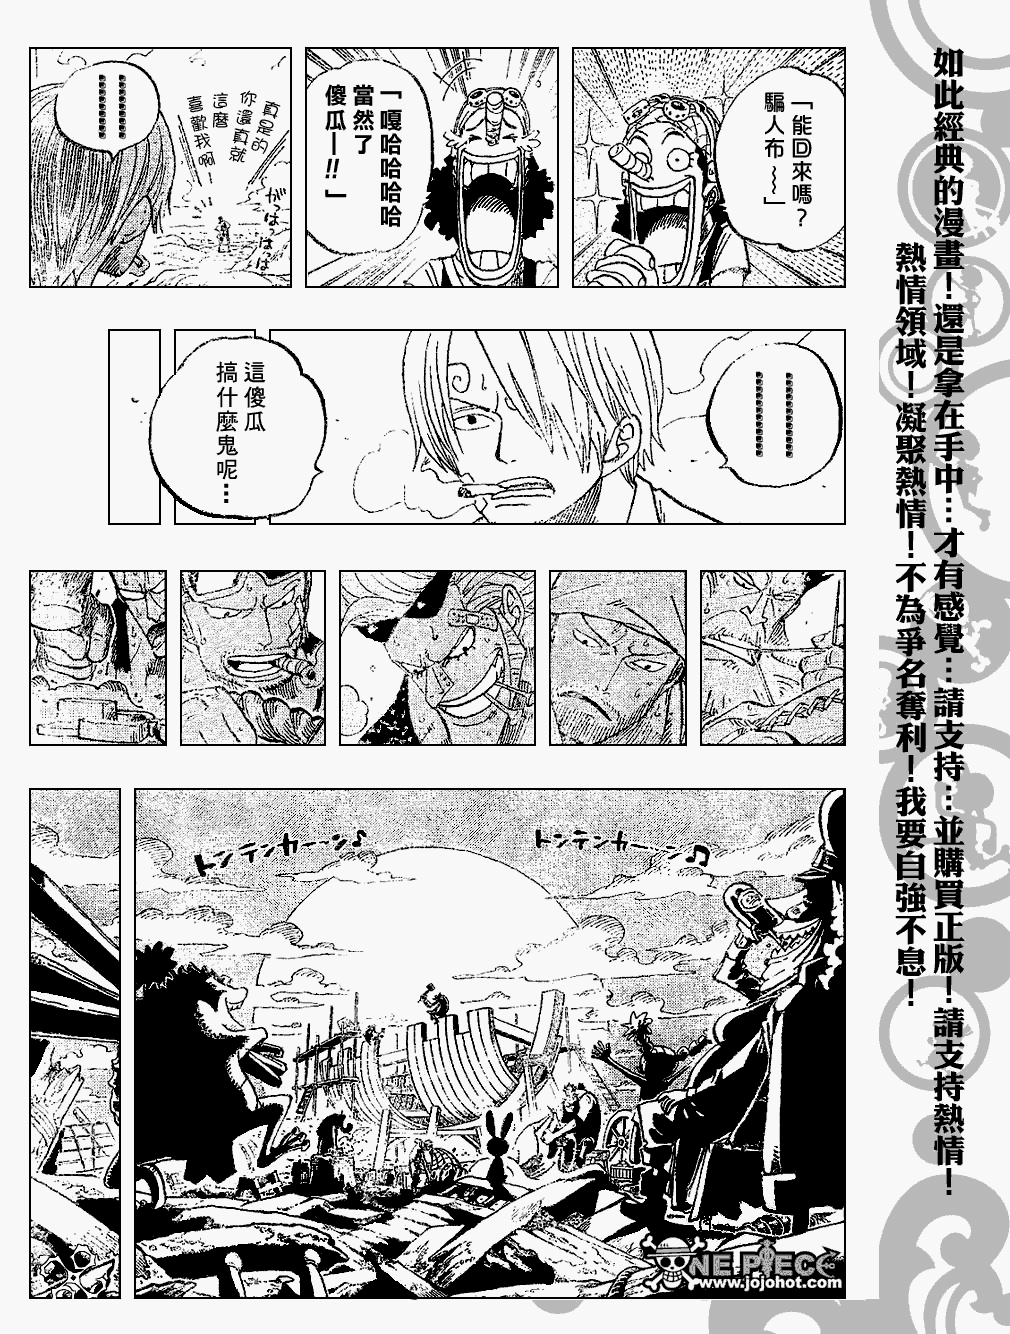 「能回來嗎?
騙人布~」
「嘎哈哈哈哈
當然了
傻瓜—!!」
真是的
你還真就
這麼
喜歡我啊!
がっはっはっは
………………
………………
這傻瓜
搞什麼鬼呢…
トンテンカーーン♫
トンテンカーーン♪
ONE PIECE
www.jojohot.com
如此經典的漫畫!還是拿在手中…才有感覺…請支持…並購買正版!請支持熱情!
熱情領域!凝聚熱情!不為爭名奪利!我要自強不息!